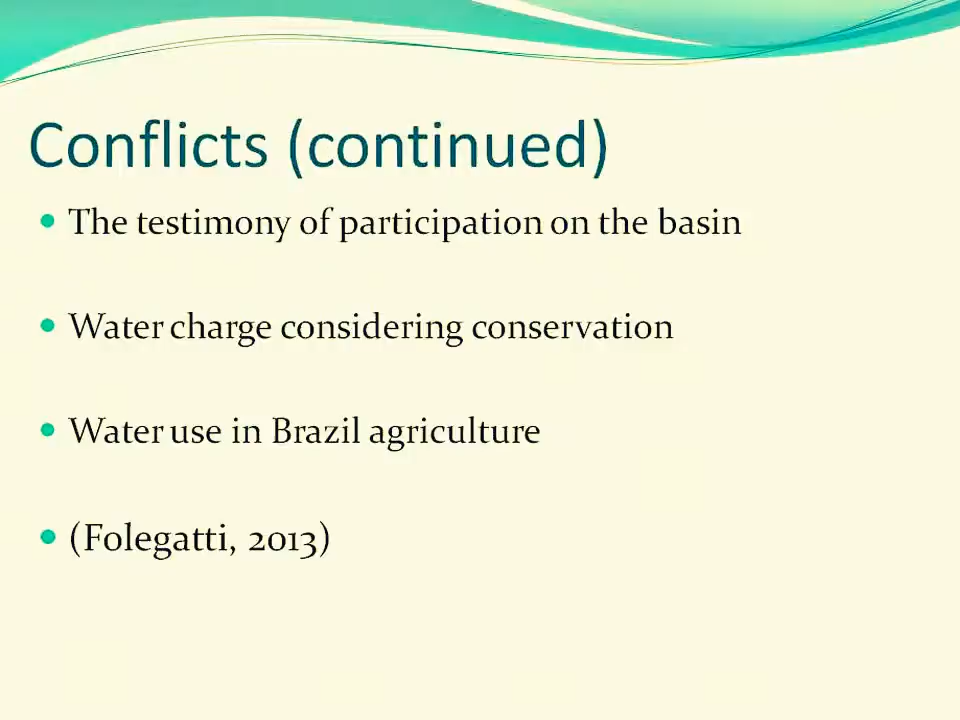 Conflicts (continued)
The testimony of participation on the basin
Water charge considering conservation
Water use in Brazil agriculture
(Folegatti, 2013)